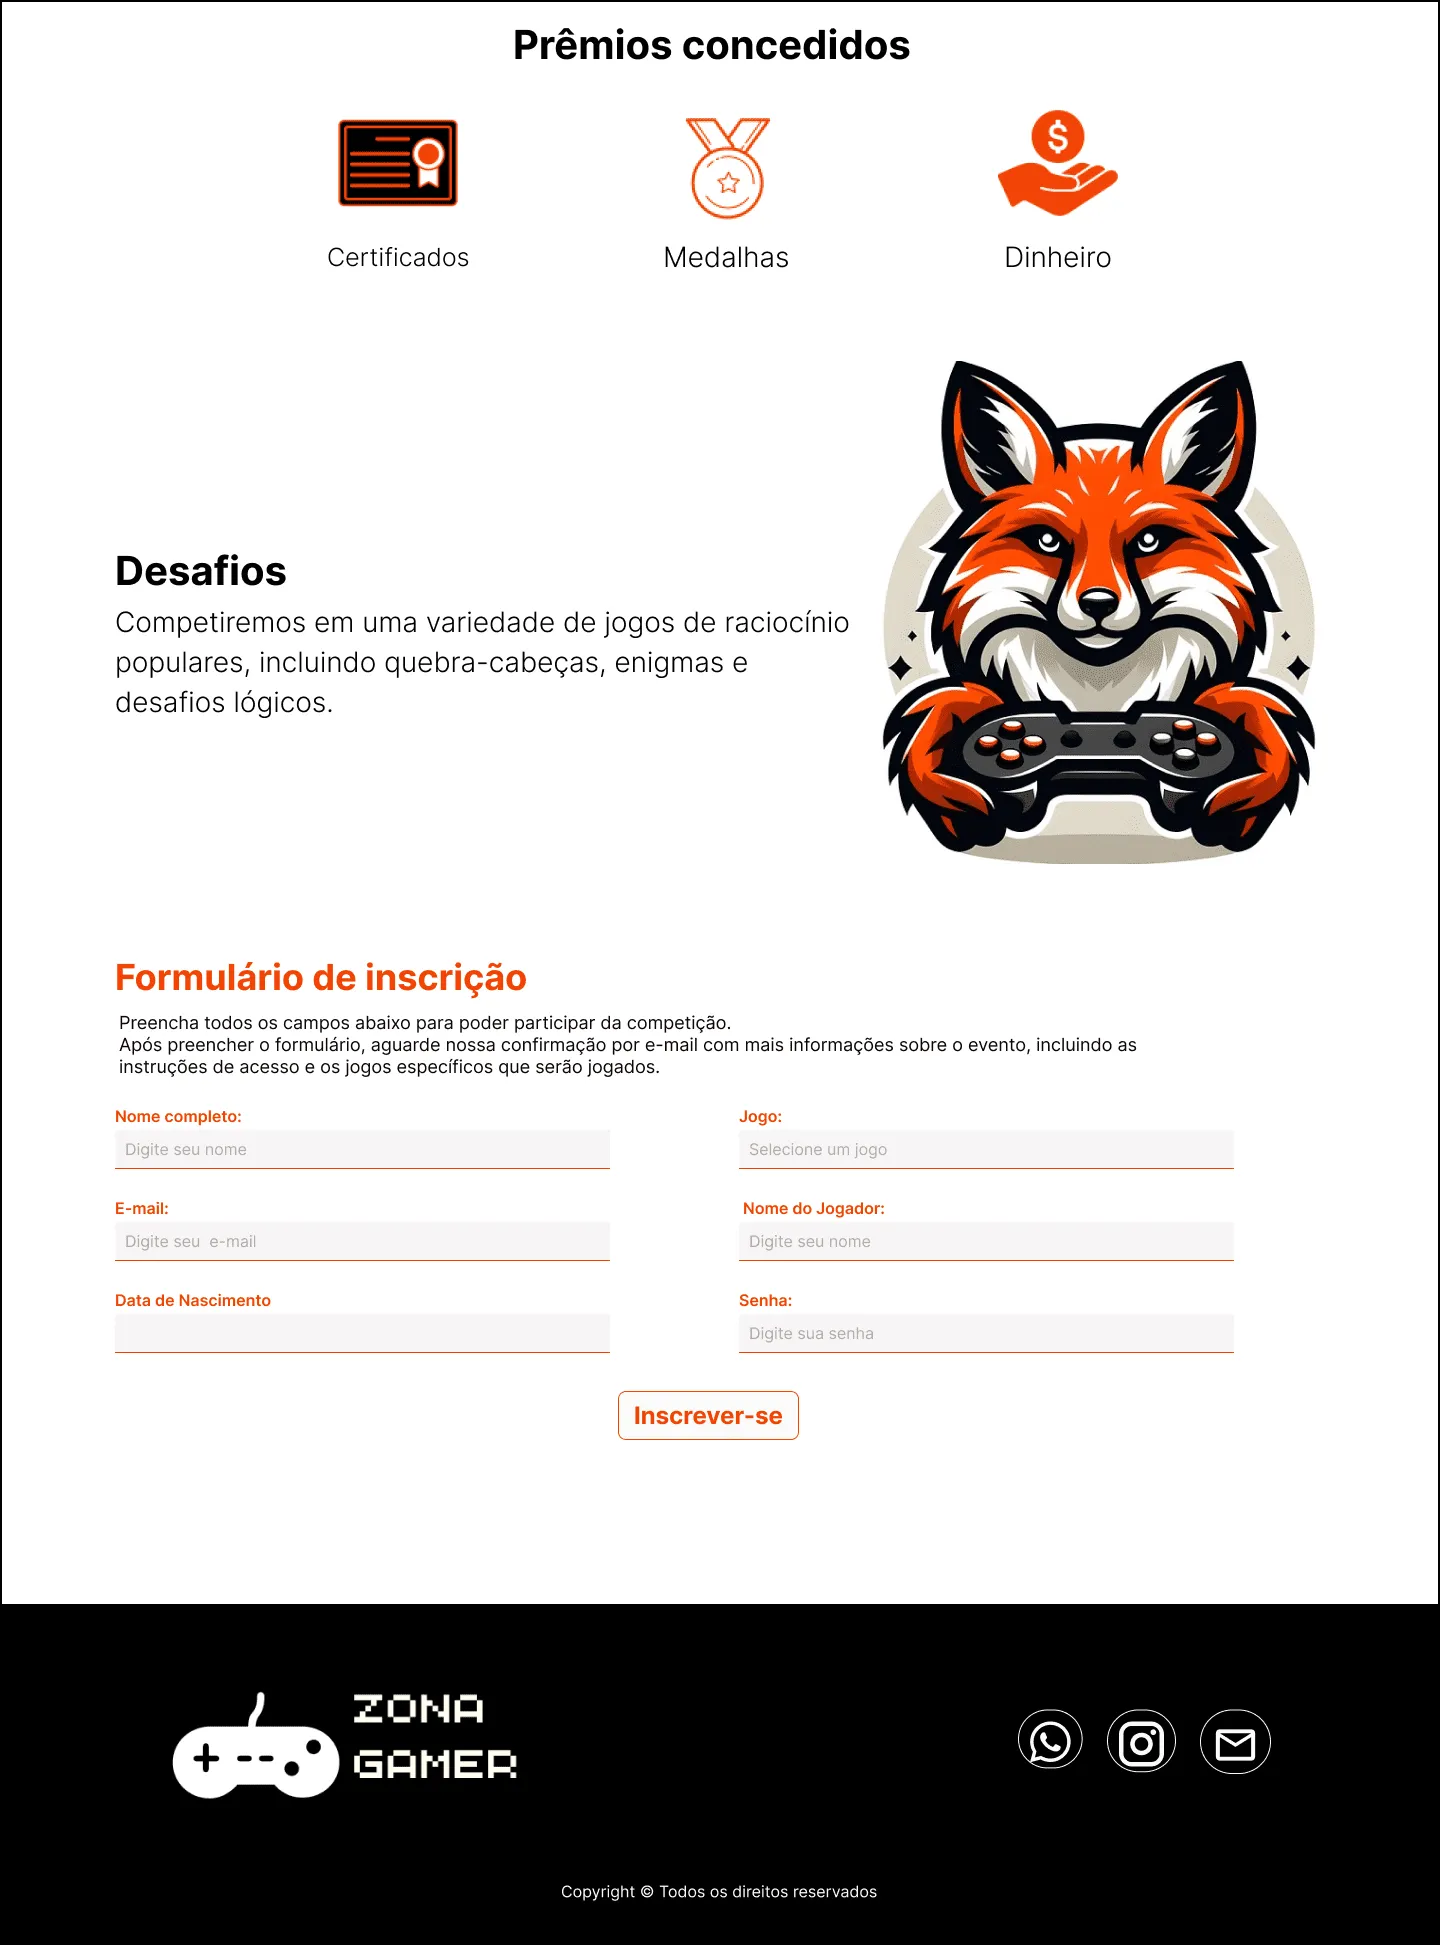 Prêmios concedidos
Certificados
Medalhas
Dinheiro
Desafios
Competiremos em uma variedade de jogos de raciocínio
populares, incluindo quebra-cabeças, enigmas e
desafios lógicos.
Formulário de inscrição
Preencha todos os campos abaixo para poder participar da competição.
Após preencher o formulário, aguarde nossa confirmação por e-mail com mais informações sobre o evento, incluindo as
instruções de acesso e os jogos específicos que serão jogados.
Nome completo:
Digite seu nome
Jogo:
Selecione um jogo
E-mail:
Digite seu  e-mail
Nome do Jogador:
Digite seu nome
Data de Nascimento
Senha:
Digite sua senha
Inscrever-se
ZONA
GAMER
Copyright © Todos os direitos reservados